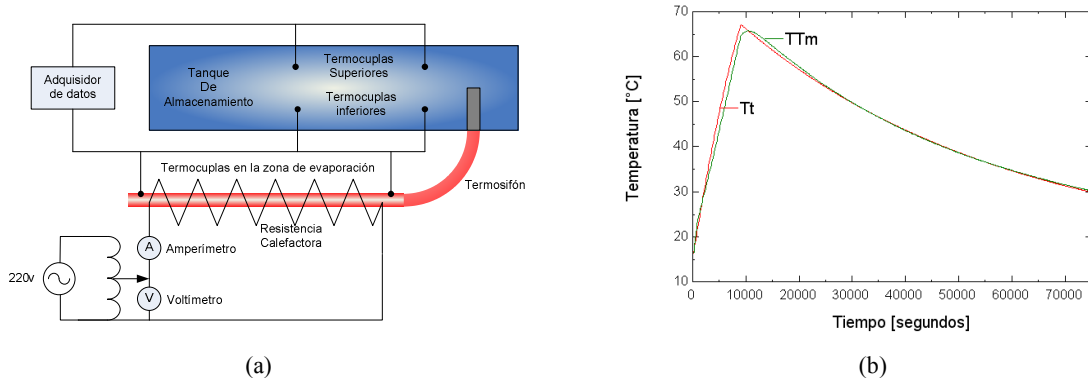 Adquisidor
de datos
Tanque
De
Almacenamiento
Termocuplas
Superiores
Termocuplas
inferiores
Termocuplas en la zona de evaporación
Termosifón
Resistencia
Calefactora
A
Amperímetro
220v
V
Voltímetro
(a)
Temperatura [°C]
70
60
50
40
30
20
10
TTm
Tt
0
10000
20000
30000
40000
50000
60000
70000
Tiempo [segundos]
(b)